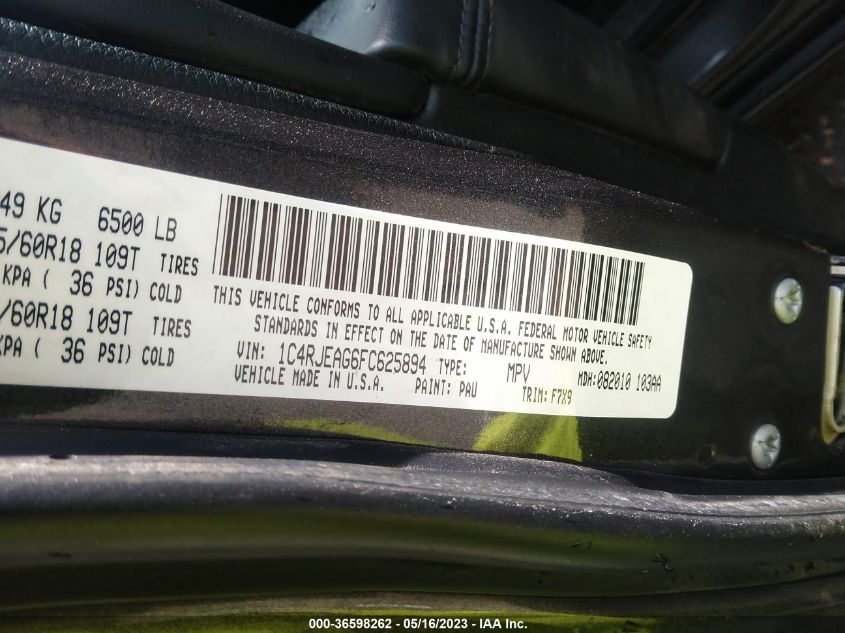 49 KG 6500 LB
5/60R18 109T TIRES
KPA ( 36 PSI) COLD
/60R18 109T TIRES
KPA ( 36 PSI) COLD
THIS VEHICLE CONFORMS TO ALL APPLICABLE U.S.A. FEDERAL MOTOR VEHICLE SAFETY
STANDARDS IN EFFECT ON THE DATE OF MANUFACTURE SHOWN ABOVE.
VIN: 1C4RJEAG6FC625894 TYPE: MPV MDH: 082010 103AA
VEHICLE MADE IN U.S.A. PAINT: PAU TRIM: F7X9
000-36598262 - 05/16/2023 - IAA Inc.